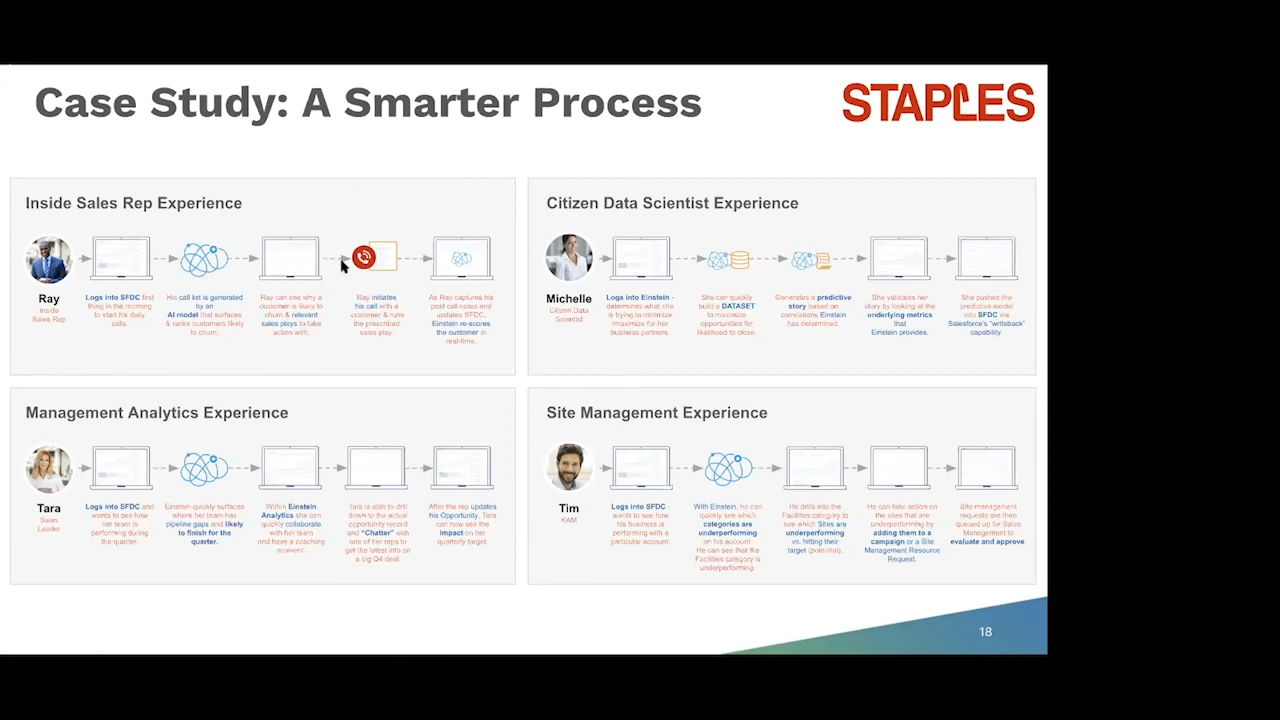 Case Study: A Smarter Process
STAPLES
Inside Sales Rep Experience
Ray
Inside
Sales Rep
Logs into SFDC first
thing in the morning
to start his daily
calls.
His call list is generated
by an
AI model that surfaces
& ranks customers likely
to churn.
Ray can see why a
customer is likely to
churn & relevant
sales plays to take
action with.
Ray initiates
his call with a
customer & runs
the prescribed
sales play.
As Ray captures his
post call notes and
updates SFDC,
Einstein re-scores
the customer in
real-time.
Citizen Data Scientist Experience
Michelle
Citizen Data
Scientist
Logs into Einstein -
determines what she
is trying to minimize
/maximize for her
business partners.
She can quickly
build a DATASET
to maximize
opportunities for
likelihood to close.
Generates a predictive
story based on
correlations Einstein
has determined.
She validates her
story by looking at the
underlying metrics
that
Einstein provides.
She pushes the
predictive model
into SFDC via
Salesforce's "writeback"
capability.
Management Analytics Experience
Tara
Sales
Leader
Logs into SFDC and
wants to see how
her team is
performing during
the quarter.
Einstein quickly surfaces
where her team has
pipeline gaps and likely
to finish for the
quarter.
Within Einstein
Analytics she can
quickly collaborate
with her team
and have a coaching
moment.
Tara is able to drill
down to the actual
opportunity record
and "Chatter" with
one of her reps to
get the latest info on
a big Q4 deal.
After the rep updates
his Opportunity, Tara
can now see the
impact on her
quarterly target.
Site Management Experience
Tim
KAM
Logs into SFDC -
wants to see how
his business is
performing with a
particular account.
With Einstein, he can
quickly see which
categories are
underperforming
on his account
He can see that the
Facilities category is
underperforming.
He drills into the
Facilities category to
see which Sites are
underperforming
vs. hitting their
target (potential).
He can take action on
the sites that are
underperforming by
adding them to a
campaign or a Site
Management Resource
Request.
Site management
requests are then
queued up for Sales
Management to
evaluate and approve.
18